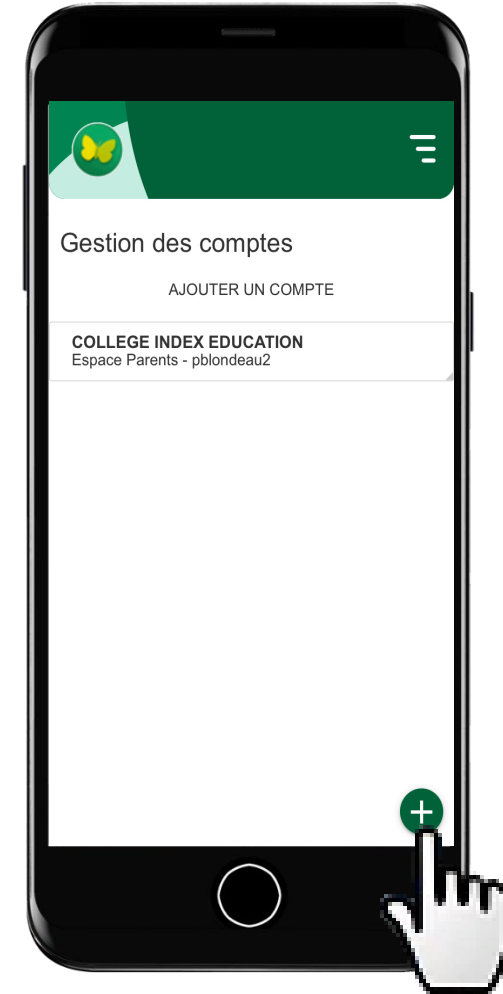 Gestion des comptes
AJOUTER UN COMPTE
COLLEGE INDEX EDUCATION
Espace Parents - pblondeau2